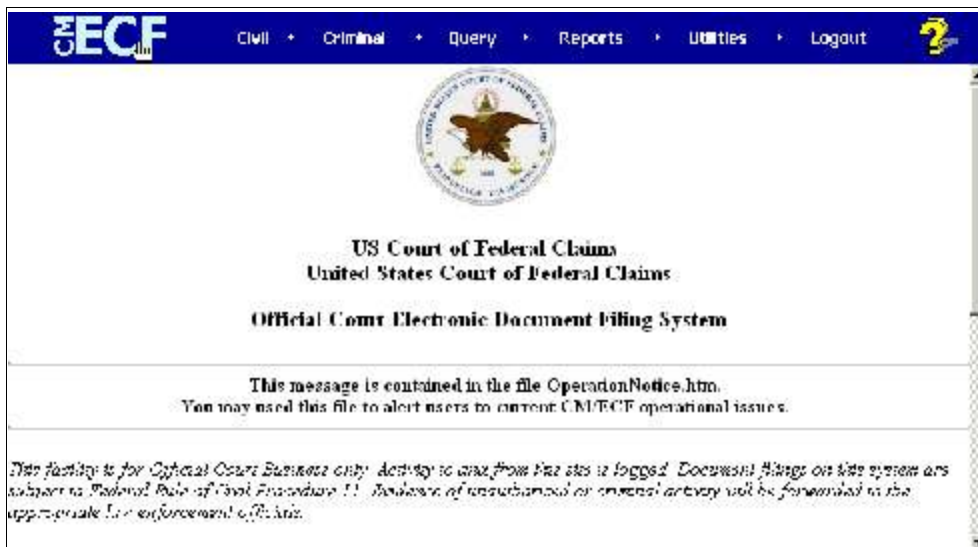 CM ECF Civil Criminal Query Reports Utilities Logout ?
US Court of Federal Claims
United States Court of Federal Claims
Official Court Electronic Document Filing System
This message is contained in the file OperationNotice.htm.
You may used this file to alert users to current CM/ECF operational issues.
This facility is for Official Court Business only. Activity to and from this site is logged. Document filings on this system are
subject to Federal Rule of Civil Procedure 11. Evidence of unauthorized or criminal activity will be forwarded to the
appropriate law enforcement officials.